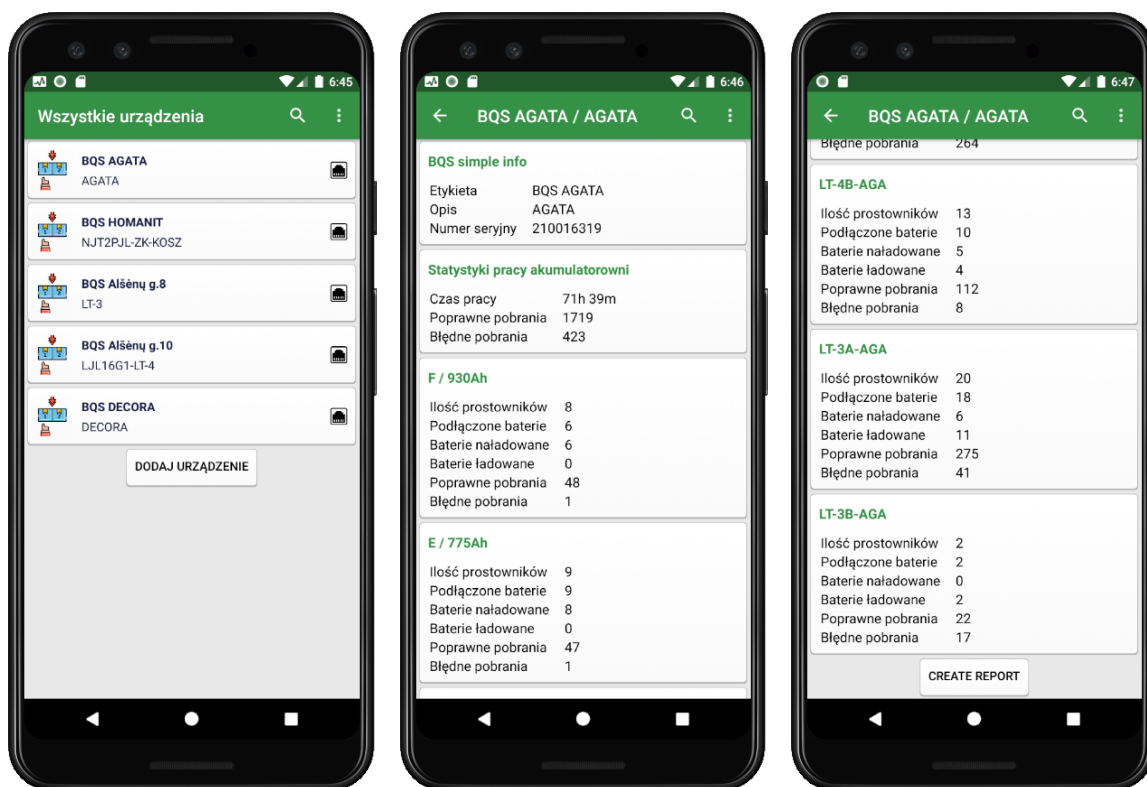 6:45
Wszystkie urządzenia
BQS AGATA
AGATA
BQS HOMANIT
NJT2PJL-ZK-KOSZ
BQS Alšėnų g.8
LT-3
BQS Alšėnų g.10
LJL16G1-LT-4
BQS DECORA
DECORA
DODAJ URZĄDZENIE
6:46
BQS AGATA / AGATA
BQS simple info
Etykieta BQS AGATA
Opis AGATA
Numer seryjny 210016319
Statystyki pracy akumulatorowni
Czas pracy 71h 39m
Poprawne pobrania 1719
Błędne pobrania 423
F / 930Ah
Ilość prostowników 8
Podłączone baterie 6
Baterie naładowane 6
Baterie ładowane 0
Poprawne pobrania 48
Błędne pobrania 1
E / 775Ah
Ilość prostowników 9
Podłączone baterie 9
Baterie naładowane 8
Baterie ładowane 0
Poprawne pobrania 47
Błędne pobrania 1
6:47
BQS AGATA / AGATA
Błędne pobrania 264
LT-4B-AGA
Ilość prostowników 13
Podłączone baterie 10
Baterie naładowane 5
Baterie ładowane 4
Poprawne pobrania 112
Błędne pobrania 8
LT-3A-AGA
Ilość prostowników 20
Podłączone baterie 18
Baterie naładowane 6
Baterie ładowane 11
Poprawne pobrania 275
Błędne pobrania 41
LT-3B-AGA
Ilość prostowników 2
Podłączone baterie 2
Baterie naładowane 0
Baterie ładowane 2
Poprawne pobrania 22
Błędne pobrania 17
CREATE REPORT